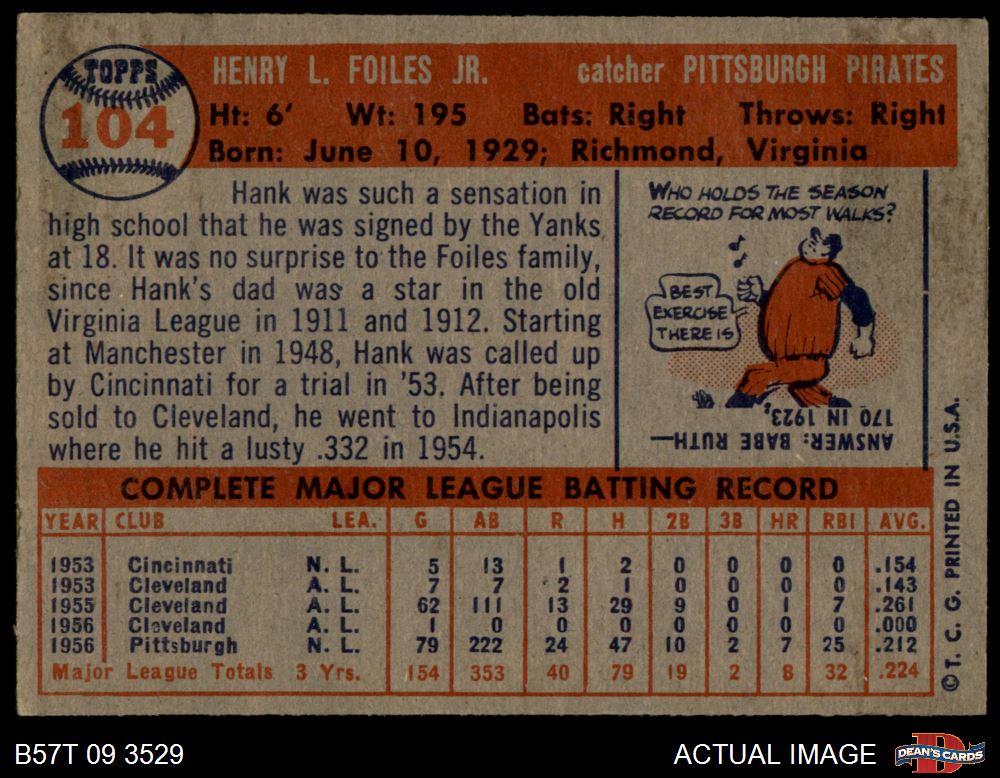 TOPPS
104
HENRY L. FOILES JR. catcher PITTSBURGH PIRATES
Ht: 6' Wt: 195 Bats: Right Throws: Right
Born: June 10, 1929; Richmond, Virginia
Hank was such a sensation in
high school that he was signed by the Yanks
at 18. It was no surprise to the Foiles family,
since Hank's dad was a star in the old
Virginia League in 1911 and 1912. Starting
at Manchester in 1948, Hank was called up
by Cincinnati for a trial in '53. After being
sold to Cleveland, he went to Indianapolis
where he hit a lusty .332 in 1954.
WHO HOLDS THE SEASON
RECORD FOR MOST WALKS?
BEST
EXERCISE
THERE IS
ANSWER: BABE RUTH—
170 IN 1923,
COMPLETE MAJOR LEAGUE BATTING RECORD
YEAR CLUB LEA. G AB R H 2B 3B HR RBI AVG.
1953 Cincinnati N. L. 5 13 1 2 0 0 0 0 .154
1953 Cleveland A. L. 7 7 2 1 0 0 0 0 .143
1955 Cleveland A. L. 62 111 13 29 9 0 1 7 .261
1956 Cleveland A. L. 1 0 0 0 0 0 0 0 .000
1956 Pittsburgh N. L. 79 222 24 47 10 2 7 25 .212
Major League Totals 3 Yrs. 154 353 40 79 19 2 8 32 .224
©T. C. G. PRINTED IN U.S.A.
B57T 09 3529
ACTUAL IMAGE
D
DEAN'S CARDS